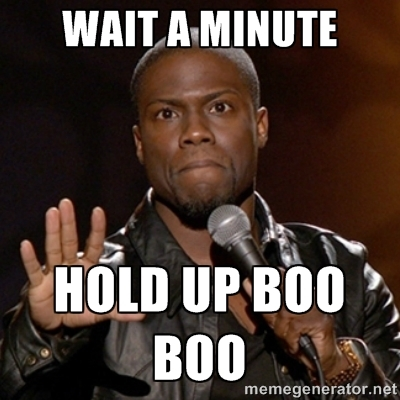 WAIT A MINUTE
HOLD UP BOO
BOO
memegenerator.net